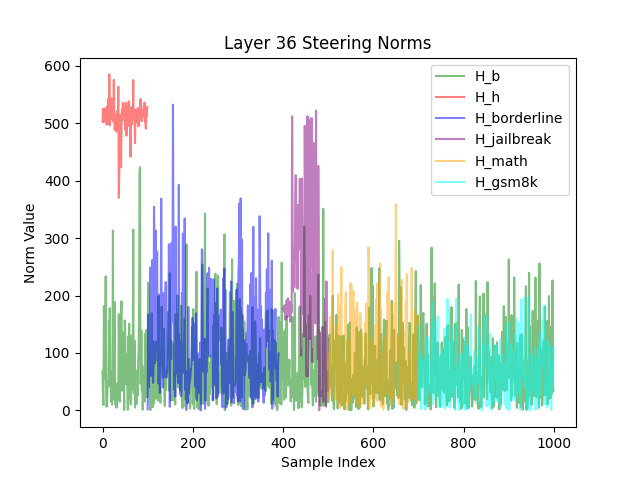 Layer 36 Steering Norms
600
500
400
300
200
100
0
Norm Value
0
200
400
600
800
1000
Sample Index
H_b
H_h
H_borderline
H_jailbreak
H_math
H_gsm8k